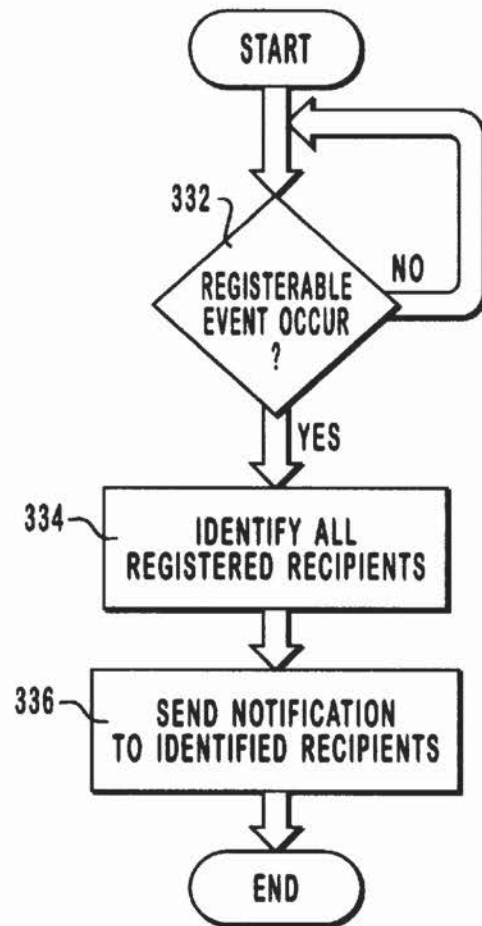 START
332
REGISTERABLE
EVENT OCCUR
?
NO
YES
334
IDENTIFY ALL
REGISTERED RECIPIENTS
336
SEND NOTIFICATION
TO IDENTIFIED RECIPIENTS
END